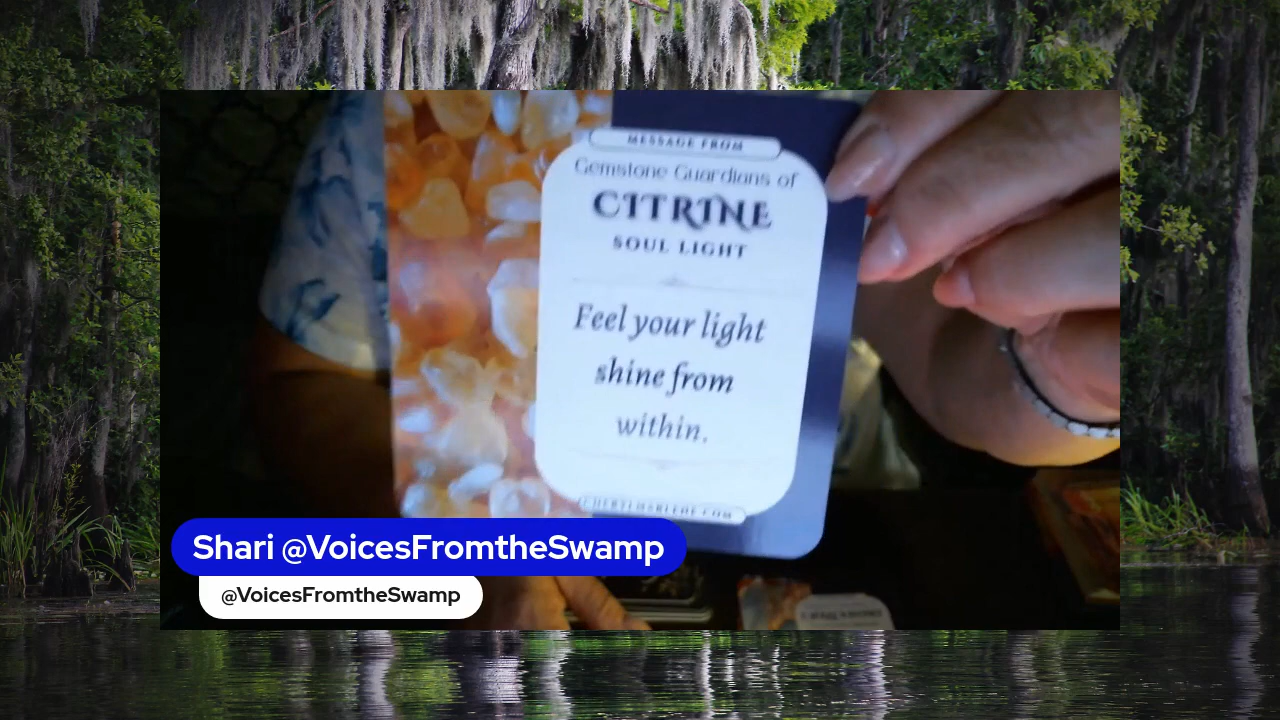 MESSAGE FROM
Gemstone Guardians of
CITRINE
SOUL LIGHT
Feel your light
shine from
within.
Shari @VoicesFromtheSwamp
@VoicesFromtheSwamp